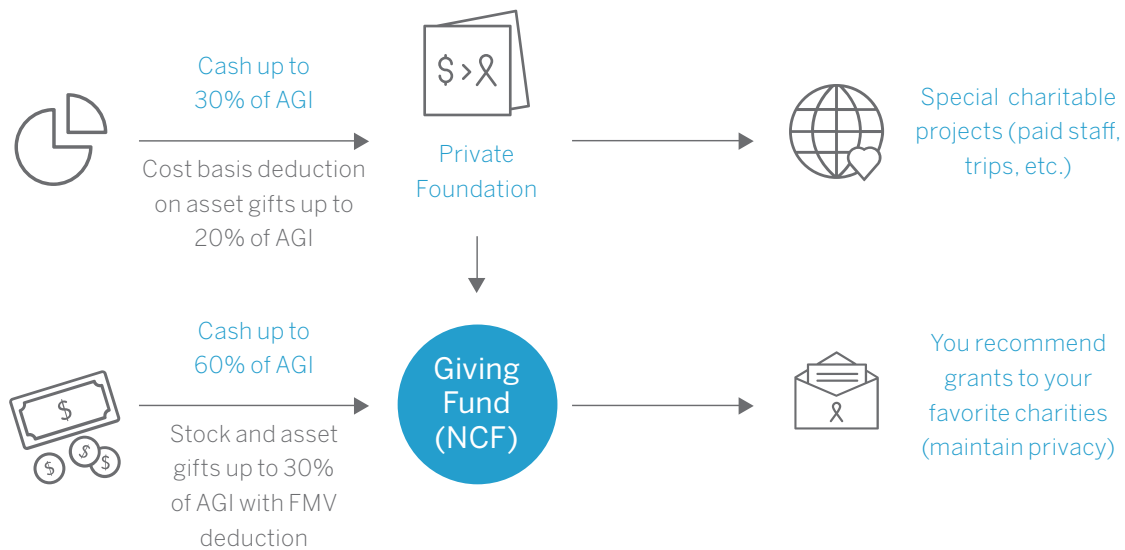 Cash up to
30% of AGI
Cost basis deduction
on asset gifts up to
20% of AGI
$>
Private
Foundation
Special charitable
projects (paid staff,
trips, etc.)
Cash up to
60% of AGI
$
$
$
$
Stock and asset
gifts up to 30%
of AGI with FMV
deduction
Giving
Fund
(NCF)
You recommend
grants to your
favorite charities
(maintain privacy)